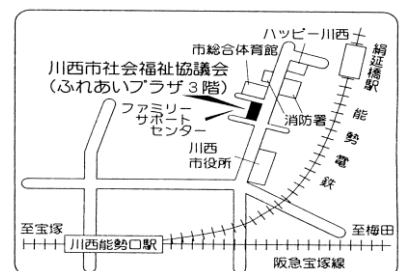 ハッピー川西
市総合体育館
川西市社会福祉協議会
(ふれあいプラザ3階)
ファミリー
サポート
センター
消防署
川西
市役所
絹延橋駅
能勢電鉄
至宝塚
川西能勢口駅
至梅田
阪急宝塚線